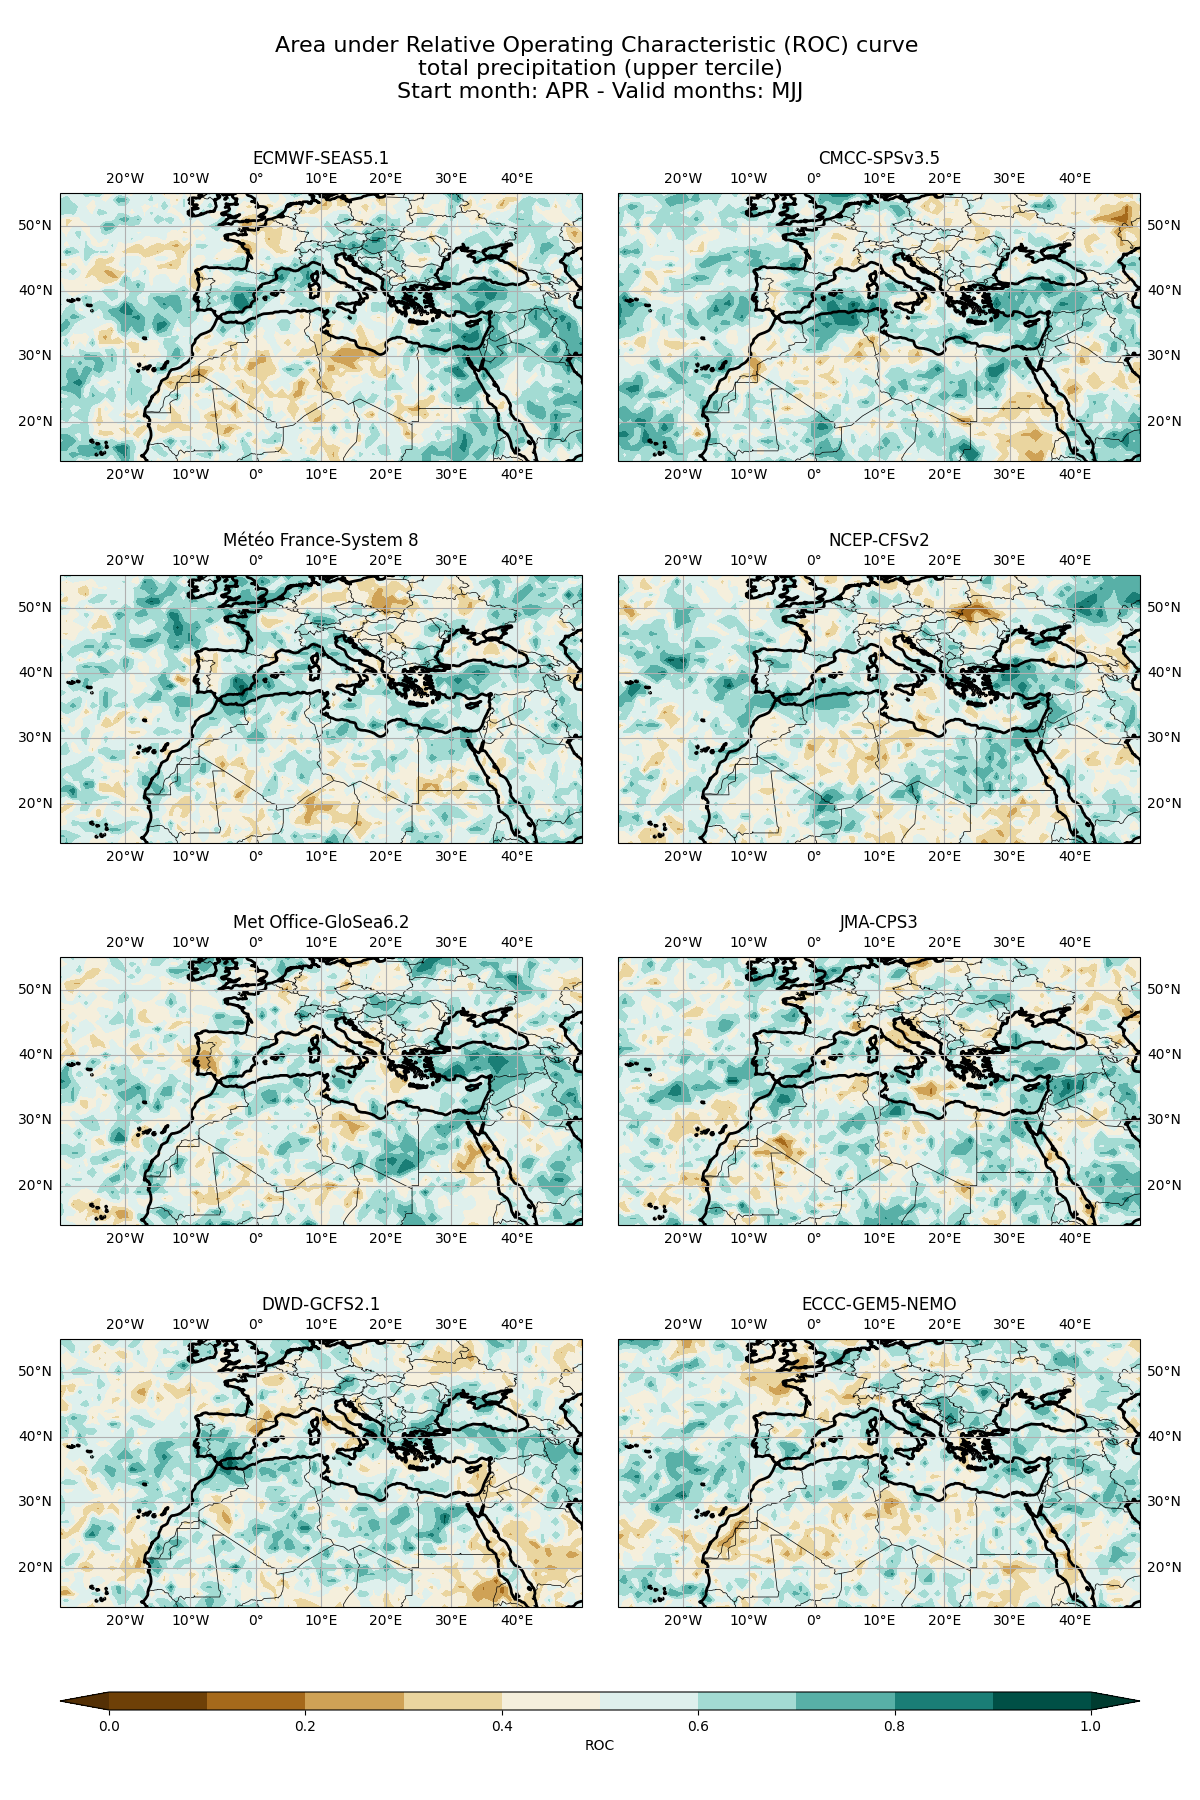 Area under Relative Operating Characteristic (ROC) curve
total precipitation (upper tercile)
Start month: APR - Valid months: MJJ
ECMWF-SEAS5.1
CMCC-SPSv3.5
20°W 10°W 0° 10°E 20°E 30°E 40°E
20°W 10°W 0° 10°E 20°E 30°E 40°E
50°N 50°N
40°N 40°N
30°N 30°N
20°N 20°N
20°W 10°W 0° 10°E 20°E 30°E 40°E
20°W 10°W 0° 10°E 20°E 30°E 40°E
Météo France-System 8
NCEP-CFSv2
20°W 10°W 0° 10°E 20°E 30°E 40°E
20°W 10°W 0° 10°E 20°E 30°E 40°E
50°N 50°N
40°N 40°N
30°N 30°N
20°N 20°N
20°W 10°W 0° 10°E 20°E 30°E 40°E
20°W 10°W 0° 10°E 20°E 30°E 40°E
Met Office-GloSea6.2
JMA-CPS3
20°W 10°W 0° 10°E 20°E 30°E 40°E
20°W 10°W 0° 10°E 20°E 30°E 40°E
50°N 50°N
40°N 40°N
30°N 30°N
20°N 20°N
20°W 10°W 0° 10°E 20°E 30°E 40°E
20°W 10°W 0° 10°E 20°E 30°E 40°E
DWD-GCFS2.1
ECCC-GEM5-NEMO
20°W 10°W 0° 10°E 20°E 30°E 40°E
20°W 10°W 0° 10°E 20°E 30°E 40°E
50°N 50°N
40°N 40°N
30°N 30°N
20°N 20°N
20°W 10°W 0° 10°E 20°E 30°E 40°E
20°W 10°W 0° 10°E 20°E 30°E 40°E
0.0 0.2 0.4 0.6 0.8 1.0
ROC